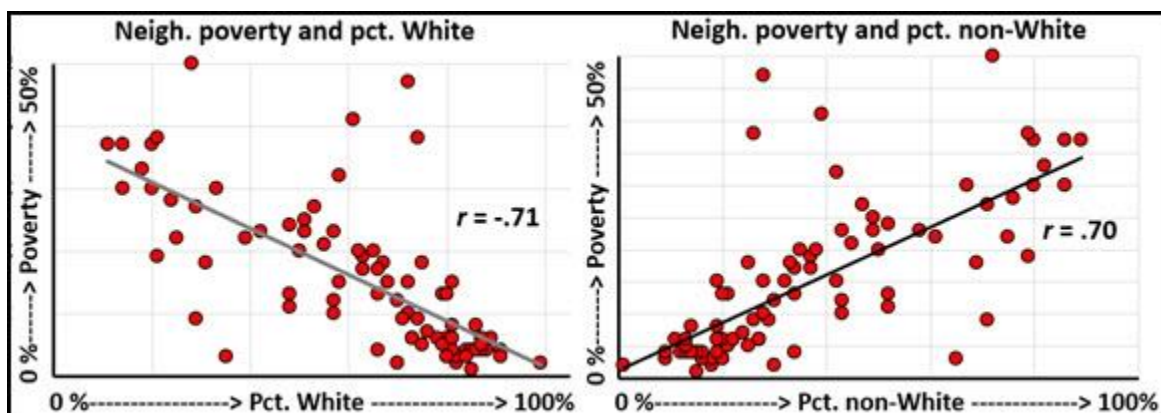 Neigh. poverty and pct. White
0 %------> Poverty ------> 50%
r = -.71
0 %----------------> Pct. White ----------------> 100%
Neigh. poverty and pct. non-White
0 %------> Poverty ------> 50%
r = .70
0 %----------------> Pct. non-White -----------> 100%